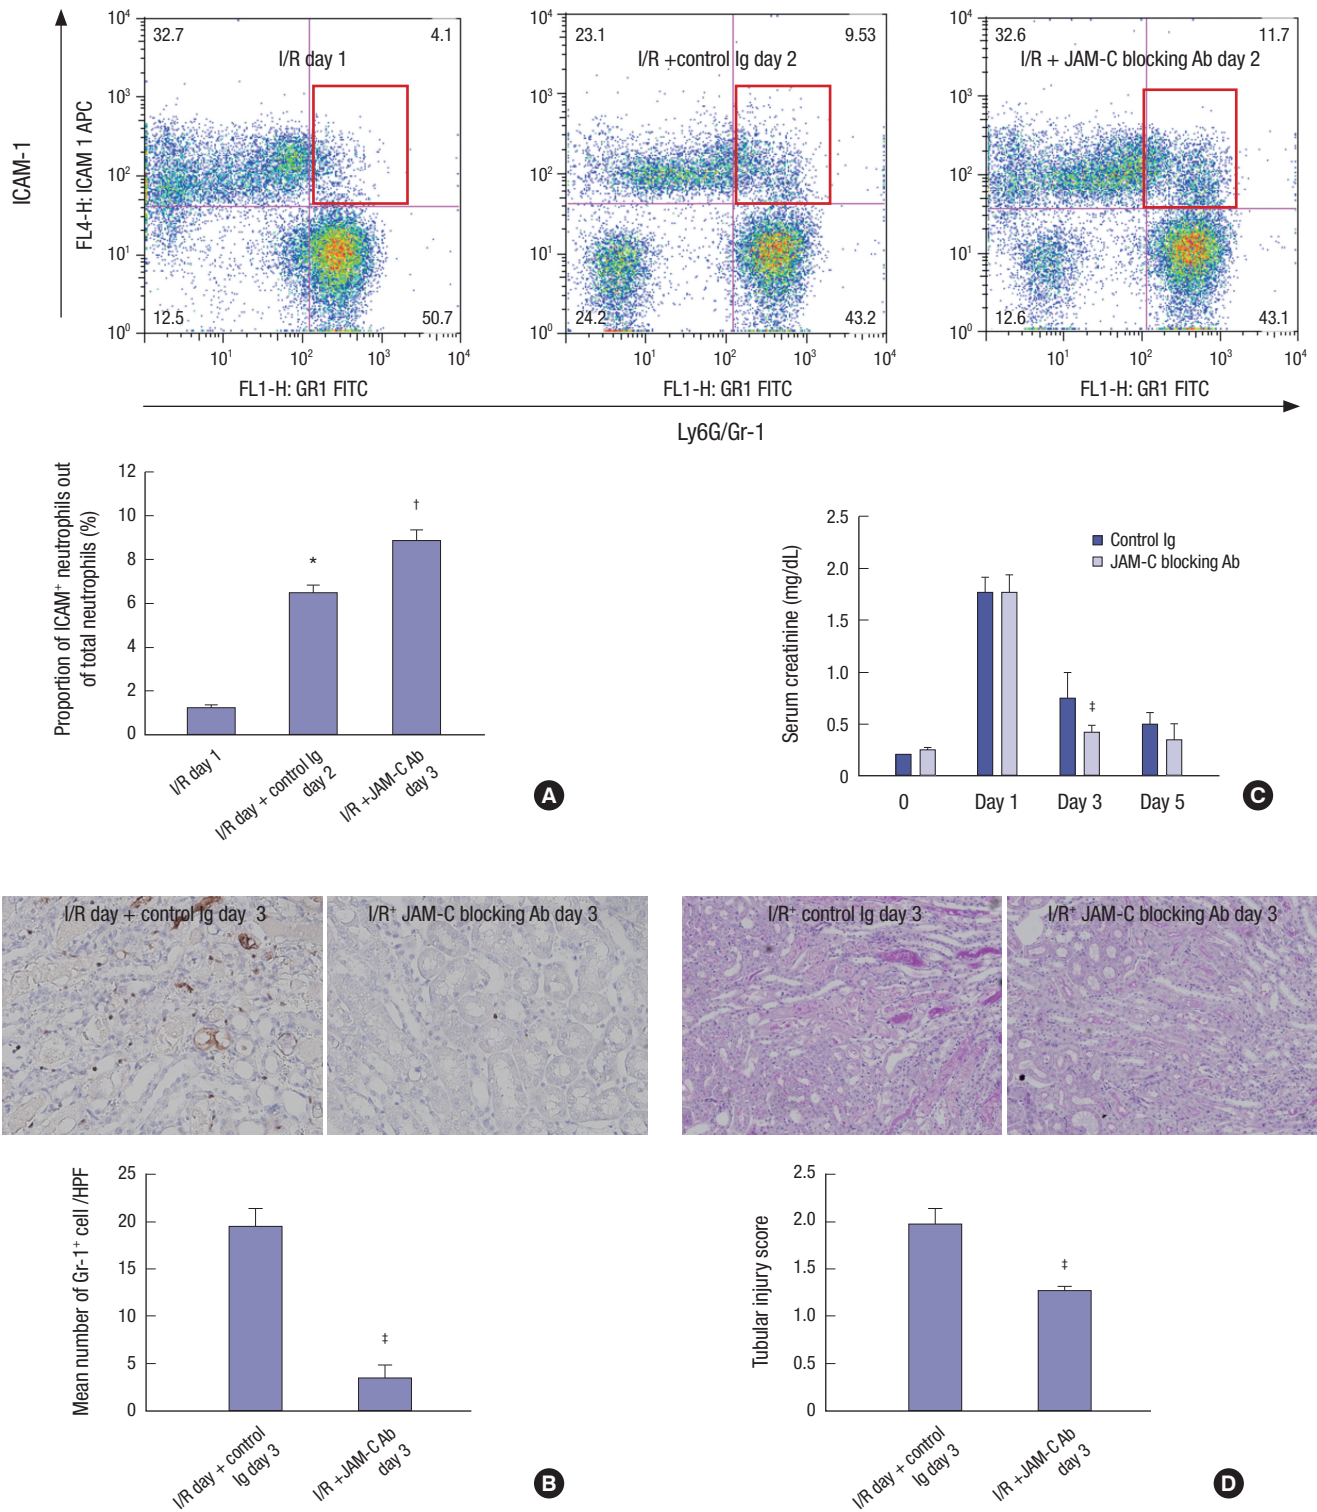 ICAM-1
FL4-H: ICAM 1 APC
10⁴
10³
10²
10¹
10⁰
32.7
4.1
I/R day 1
12.5
50.7
10¹
10²
10³
10⁴
FL1-H: GR1 FITC
10⁴
10³
10²
10¹
10⁰
23.1
9.53
I/R +control Ig day 2
24.2
43.2
10¹
10²
10³
10⁴
FL1-H: GR1 FITC
10⁴
10³
10²
10¹
10⁰
32.6
11.7
I/R + JAM-C blocking Ab day 2
12.6
43.1
10¹
10²
10³
10⁴
FL1-H: GR1 FITC
Ly6G/Gr-1
Proportion of ICAM⁺ neutrophils out
of total neutrophils (%)
12
10
8
6
4
2
0
*
†
I/R day 1
I/R day + control Ig
day 2
I/R +JAM-C Ab
day 3
A
Serum creatinine (mg/dL)
2.5
2.0
1.5
1.0
0.5
0
Control Ig
JAM-C blocking Ab
‡
0
Day 1
Day 3
Day 5
C
I/R day + control Ig day 3
I/R⁺ JAM-C blocking Ab day 3
I/R⁺ control Ig day 3
I/R⁺ JAM-C blocking Ab day 3
Mean number of Gr-1⁺ cell /HPF
25
20
15
10
5
0
‡
I/R day + control
Ig day 3
I/R +JAM-C Ab
day 3
B
Tubular injury score
2.5
2.0
1.5
1.0
0.5
0
‡
I/R day + control
Ig day 3
I/R +JAM-C Ab
day 3
D